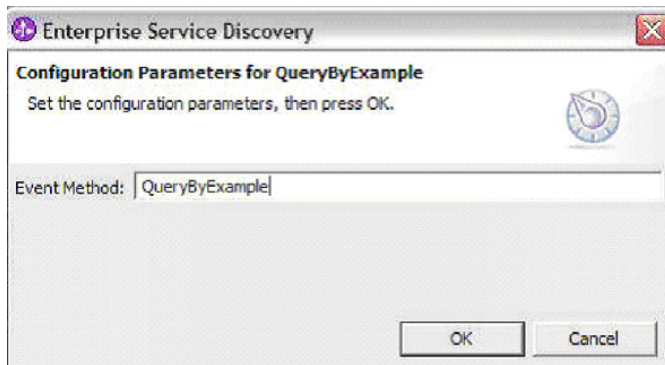 Enterprise Service Discovery
Configuration Parameters for QueryByExample
Set the configuration parameters, then press OK.
Event Method: QueryByExample
OK Cancel